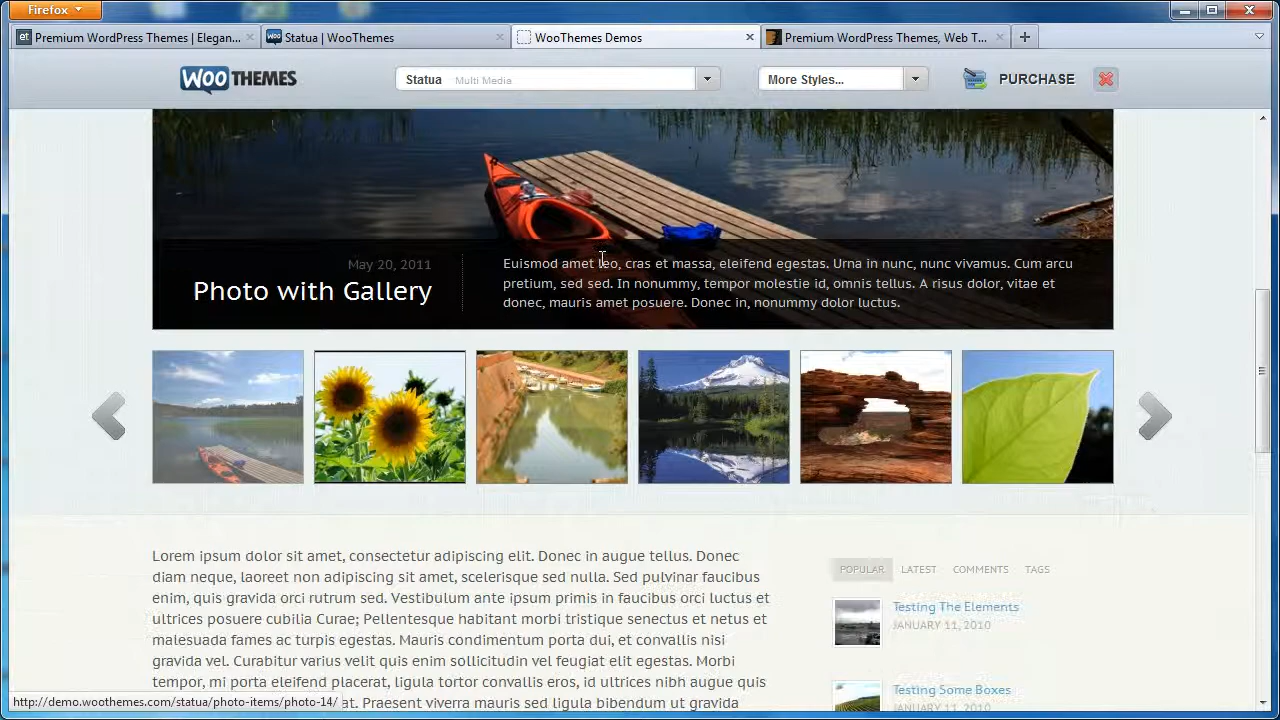 Firefox
Premium WordPress Themes | Elegan...
Statua | WooThemes
WooThemes Demos
Premium WordPress Themes, Web T...
WOO THEMES
Statua Multi Media
More Styles...
PURCHASE
May 20, 2011
Photo with Gallery
Euismod amet leo, cras et massa, eleifend egestas. Urna in nunc, nunc vivamus. Cum arcu
pretium, sed sed. In nonummy, tempor molestie id, omnis tellus. A risus dolor, vitae et
donec, mauris amet posuere. Donec in, nonummy dolor luctus.
Lorem ipsum dolor sit amet, consectetur adipiscing elit. Donec in augue tellus. Donec
diam neque, laoreet non adipiscing sit amet, scelerisque sed nulla. Sed pulvinar faucibus
enim, quis gravida orci rutrum sed. Vestibulum ante ipsum primis in faucibus orci luctus et
ultrices posuere cubilia Curae; Pellentesque habitant morbi tristique senectus et netus et
malesuada fames ac turpis egestas. Mauris condimentum porta dui, et convallis nisi
gravida vel. Curabitur varius velit quis enim sollicitudin vel feugiat elit egestas. Morbi
tempor, mi porta eleifend placerat, ligula tortor convallis eros, id ultrices nibh augue quis
at. Praesent viverra mauris sed ligula bibendum ut gravida
POPULAR LATEST COMMENTS TAGS
Testing The Elements
JANUARY 11, 2010
Testing Some Boxes
JANUARY 11, 2010
http://demo.woothemes.com/statua/photo-items/photo-14/